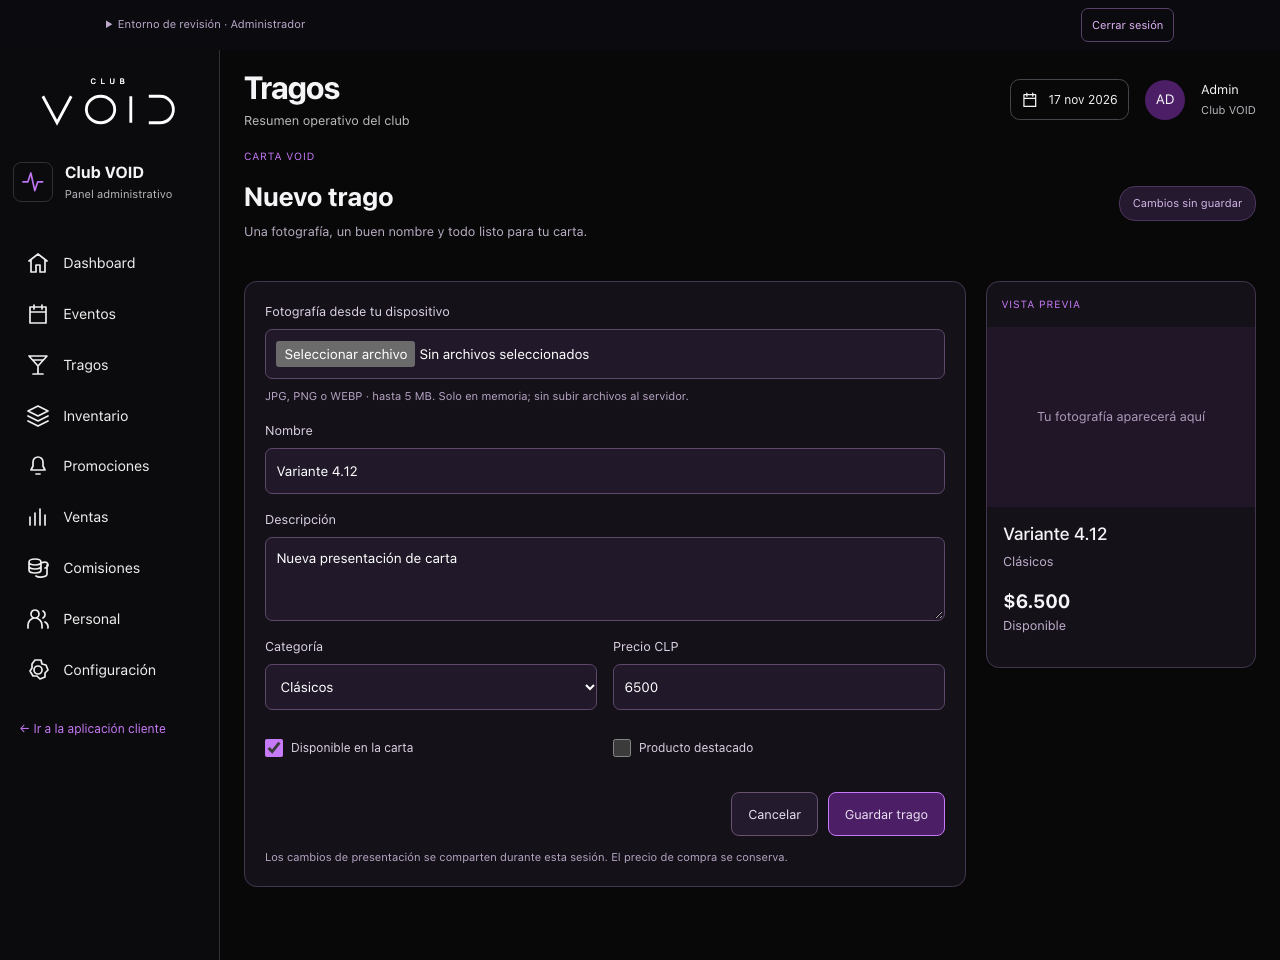 ▶ Entorno de revisión · Administrador
Cerrar sesión
CLUB
VOID
Club VOID
Panel administrativo
Dashboard
Eventos
Tragos
Inventario
Promociones
Ventas
Comisiones
Personal
Configuración
← Ir a la aplicación cliente
Tragos
Resumen operativo del club
17 nov 2026
AD
Admin
Club VOID
CARTA VOID
Nuevo trago
Una fotografía, un buen nombre y todo listo para tu carta.
Cambios sin guardar
Fotografía desde tu dispositivo
Seleccionar archivo Sin archivos seleccionados
JPG, PNG o WEBP · hasta 5 MB. Solo en memoria; sin subir archivos al servidor.
Nombre
Variante 4.12
Descripción
Nueva presentación de carta
Categoría
Clásicos
Precio CLP
6500
Disponible en la carta
Producto destacado
Cancelar
Guardar trago
Los cambios de presentación se comparten durante esta sesión. El precio de compra se conserva.
VISTA PREVIA
Tu fotografía aparecerá aquí
Variante 4.12
Clásicos
$6.500
Disponible